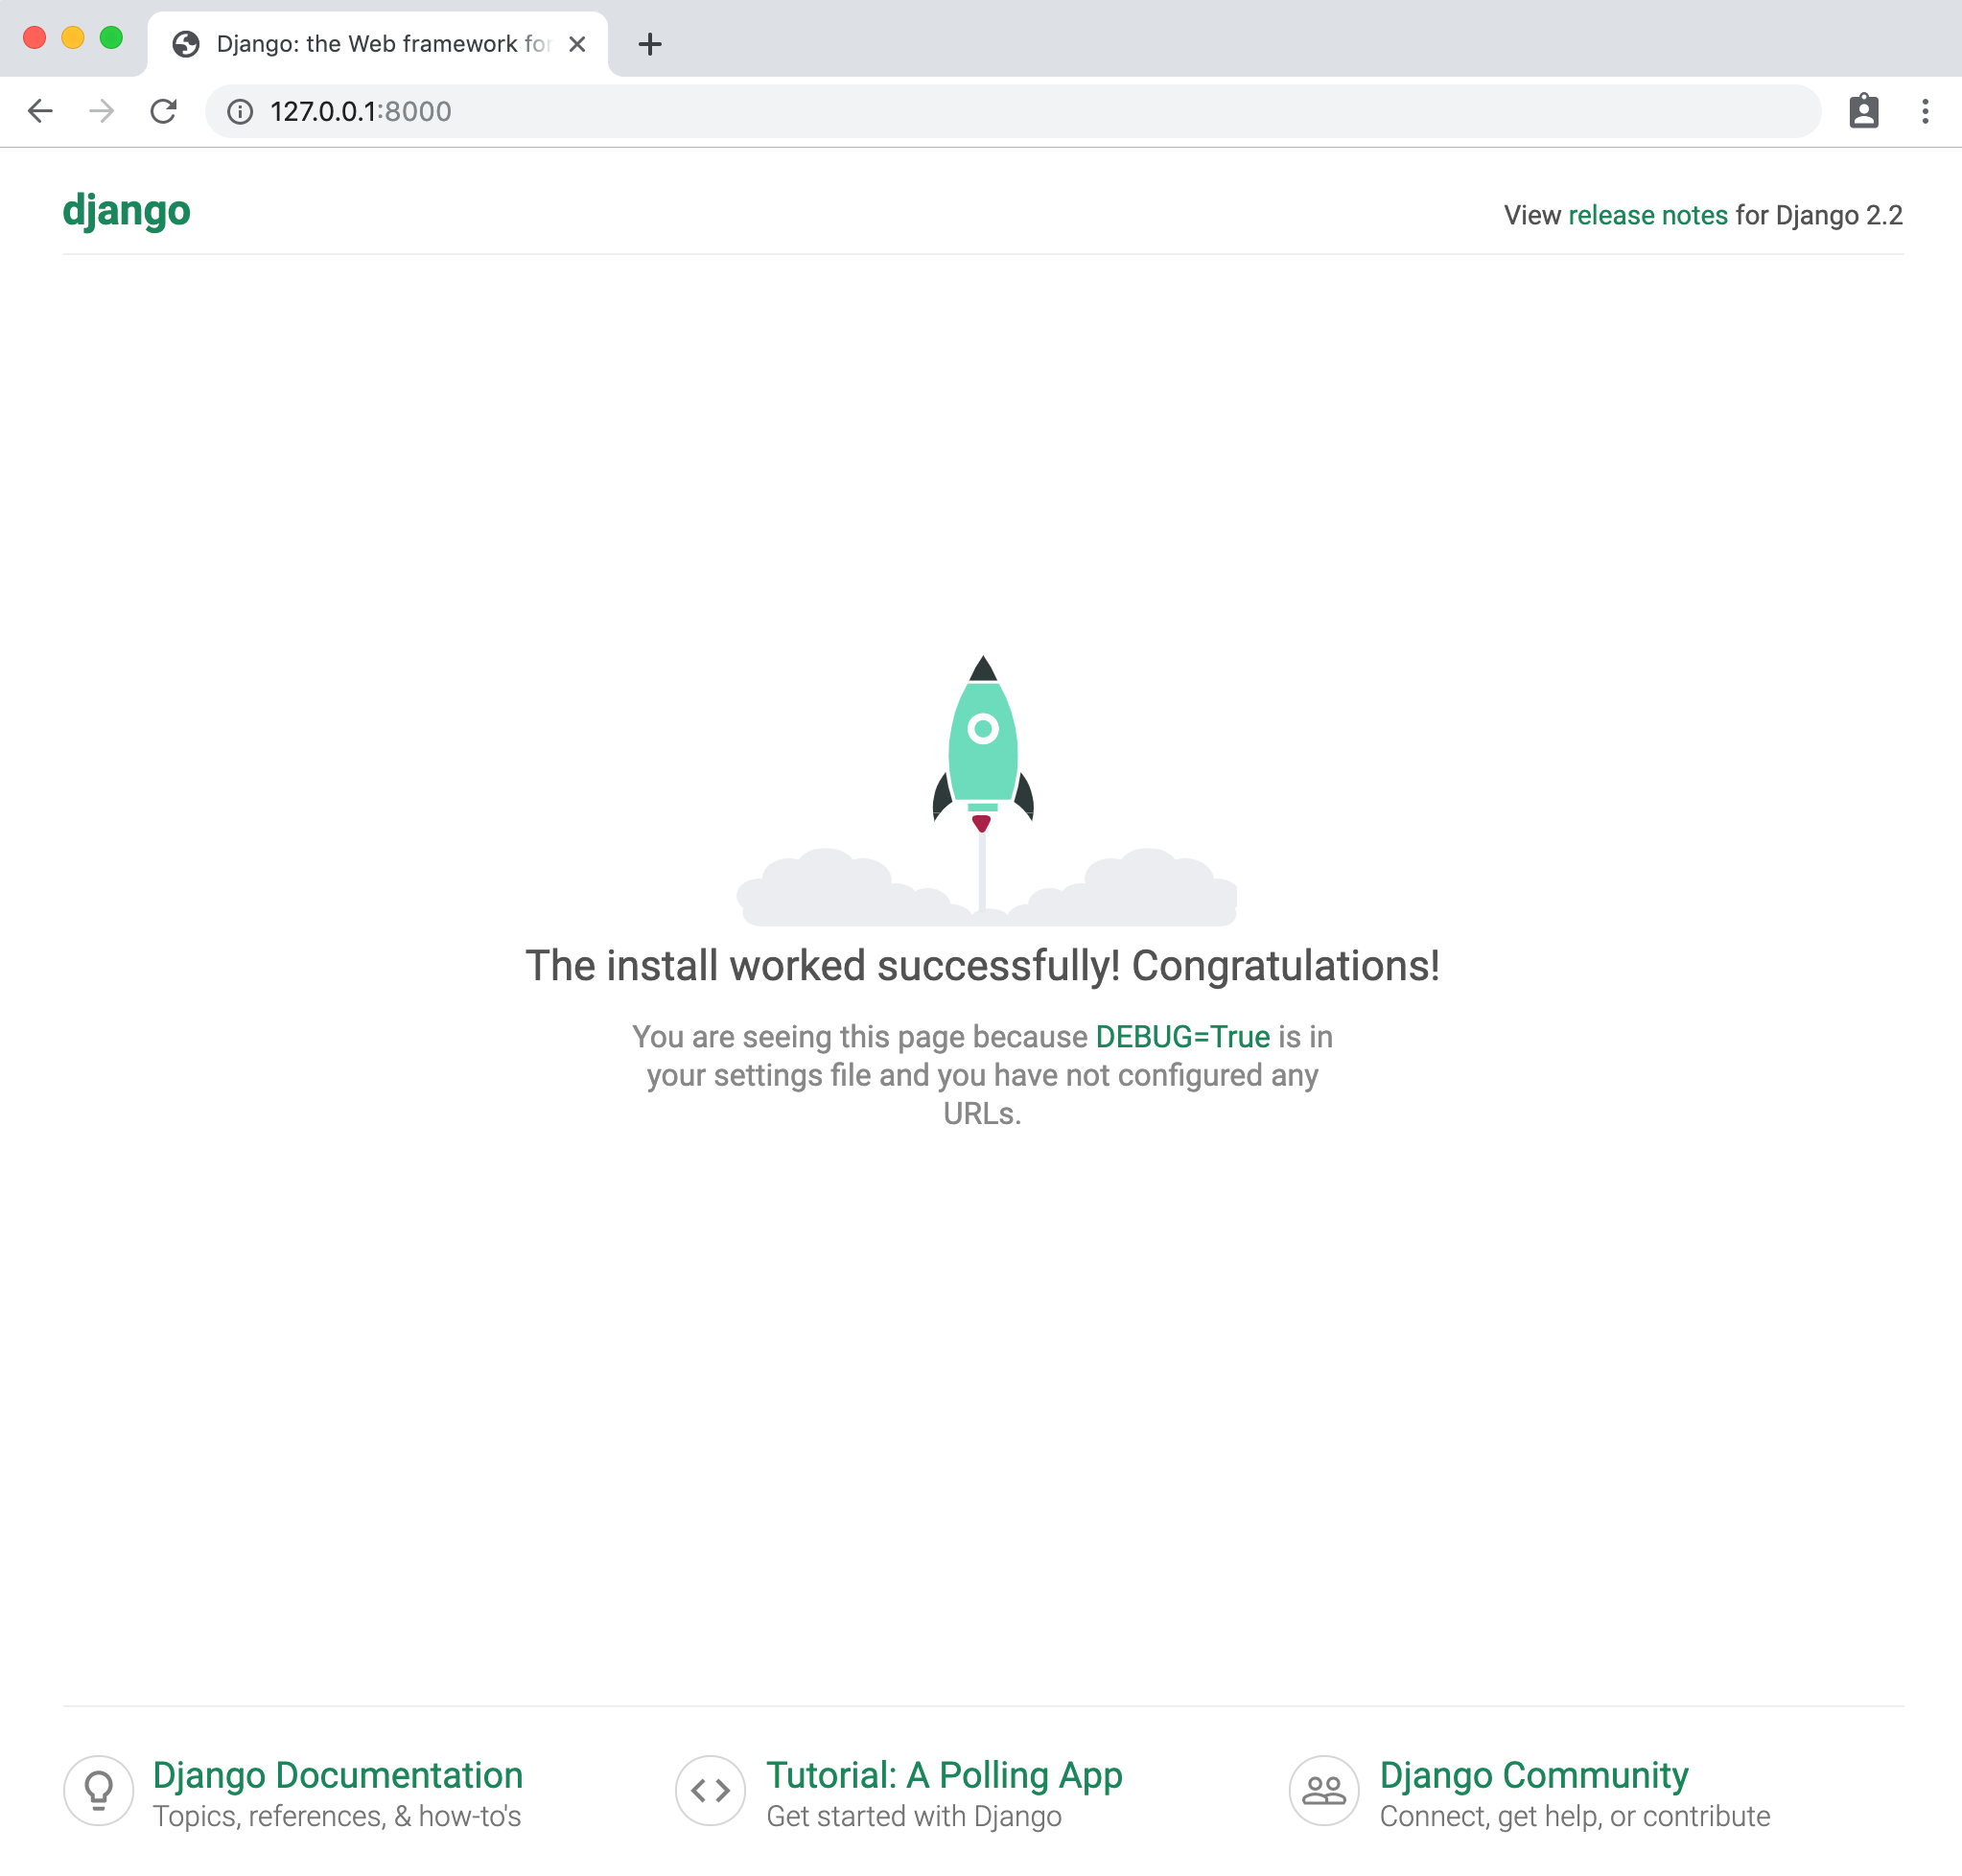 Django: the Web framework for
127.0.0.1:8000
django
View release notes for Django 2.2
The install worked successfully! Congratulations!
You are seeing this page because DEBUG=True is in
your settings file and you have not configured any
URLs.
Django Documentation
Topics, references, & how-to's
Tutorial: A Polling App
Get started with Django
Django Community
Connect, get help, or contribute